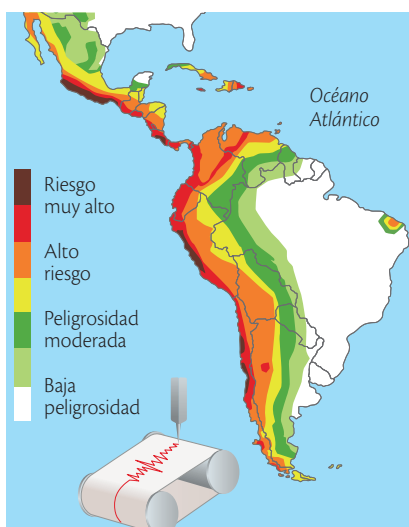 Océano
Atlántico
Riesgo
muy alto
Alto
riesgo
Peligrosidad
moderada
Baja
peligrosidad